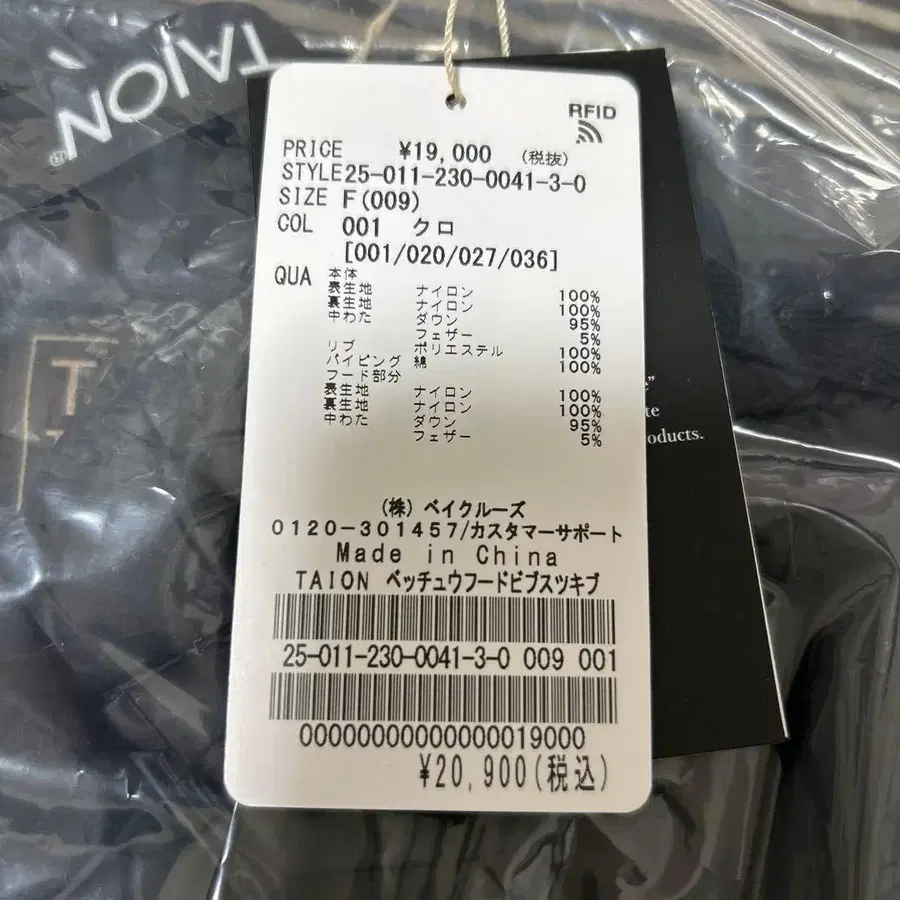 TAION®
RFID
PRICE ¥19,000 (税抜)
STYLE 25-011-230-0041-3-0
SIZE F(009)
COL 001 クロ
[001/020/027/036]
QUA 本体
表生地 ナイロン 100%
裏生地 ナイロン 100%
中わた ダウン 95%
フェザー 5%
リブ ポリエステル 100%
パイピング 綿 100%
フード部分
表生地 ナイロン 100%
裏生地 ナイロン 100%
中わた ダウン 95%
フェザー 5%
(株) ベイクルーズ
0120-301457/カスタマーサポート
Made in China
TAION ベッチュウフードビブスツキブ
25-011-230-0041-3-0 009 001
00000000000000019000
¥20,900(税込)
oducts.